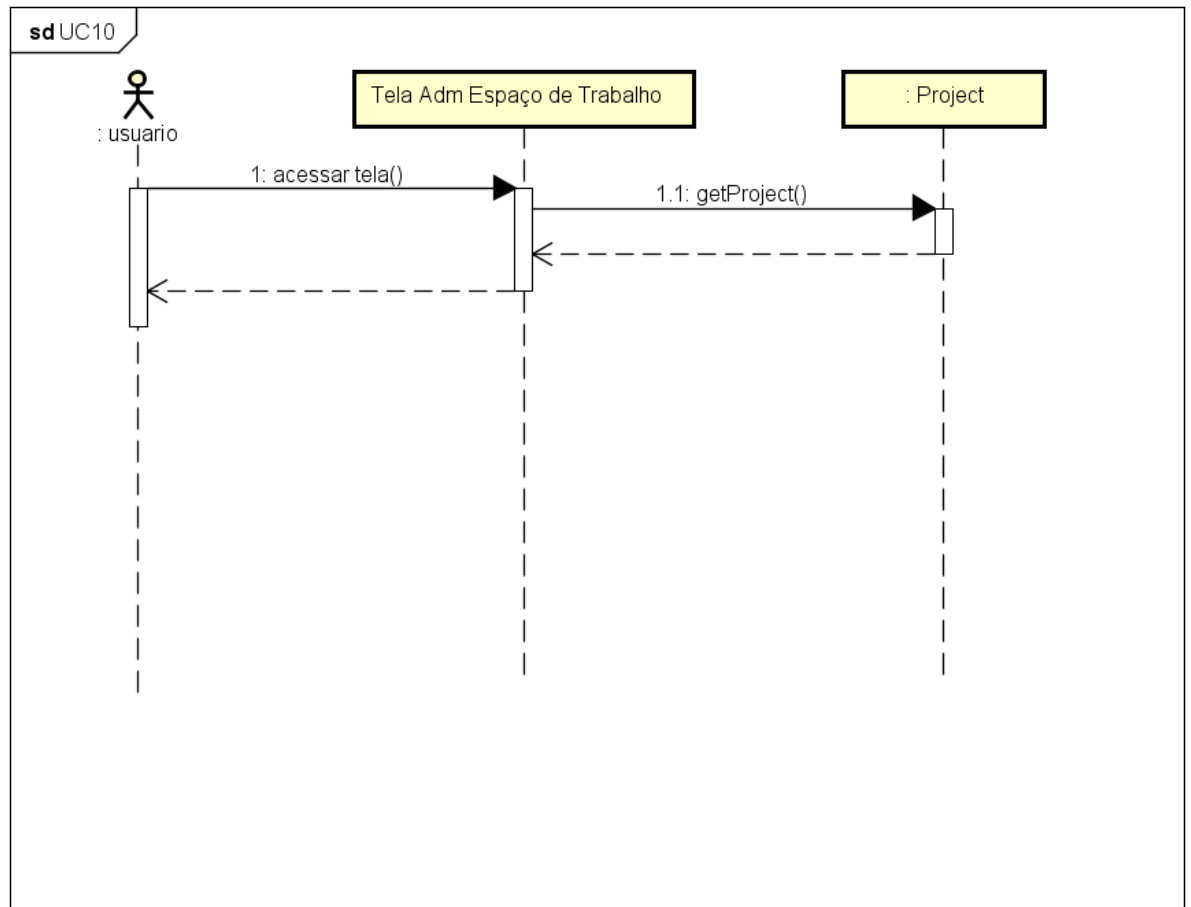 sd UC10
: usuario
Tela Adm Espaço de Trabalho
: Project
1: acessar tela()
1.1: getProject()